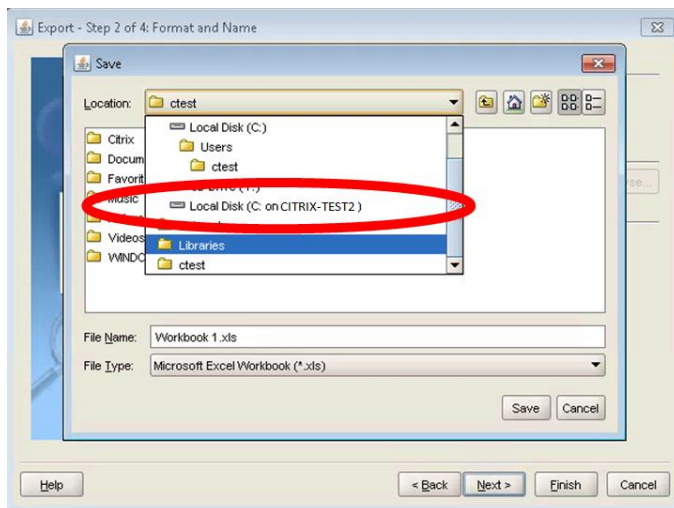 Export - Step 2 of 4: Format and Name
Save
Location: ctest
Citrix
Docum
Favorit
Music
Videos
WINDO
Local Disk (C:)
Users
ctest
Local Disk (C: on CITRIX-TEST2 )
Libraries
ctest
File Name: Workbook 1.xls
File Type: Microsoft Excel Workbook (*.xls)
Save Cancel
Help < Back Next > Finish Cancel